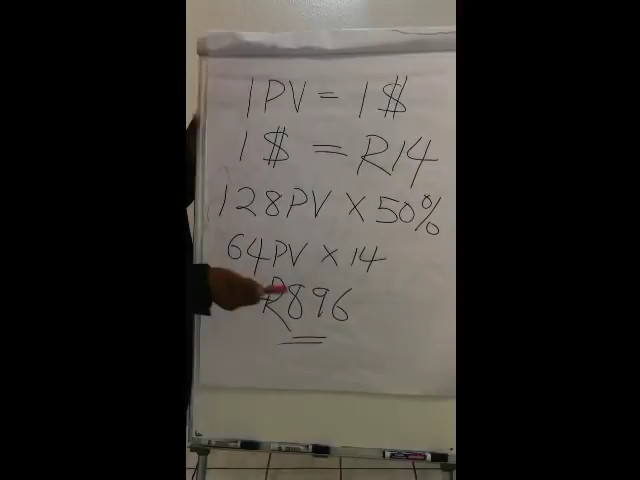 1PV = 1$
1$ = R14
128PV X 50%
64PV X 14
R896